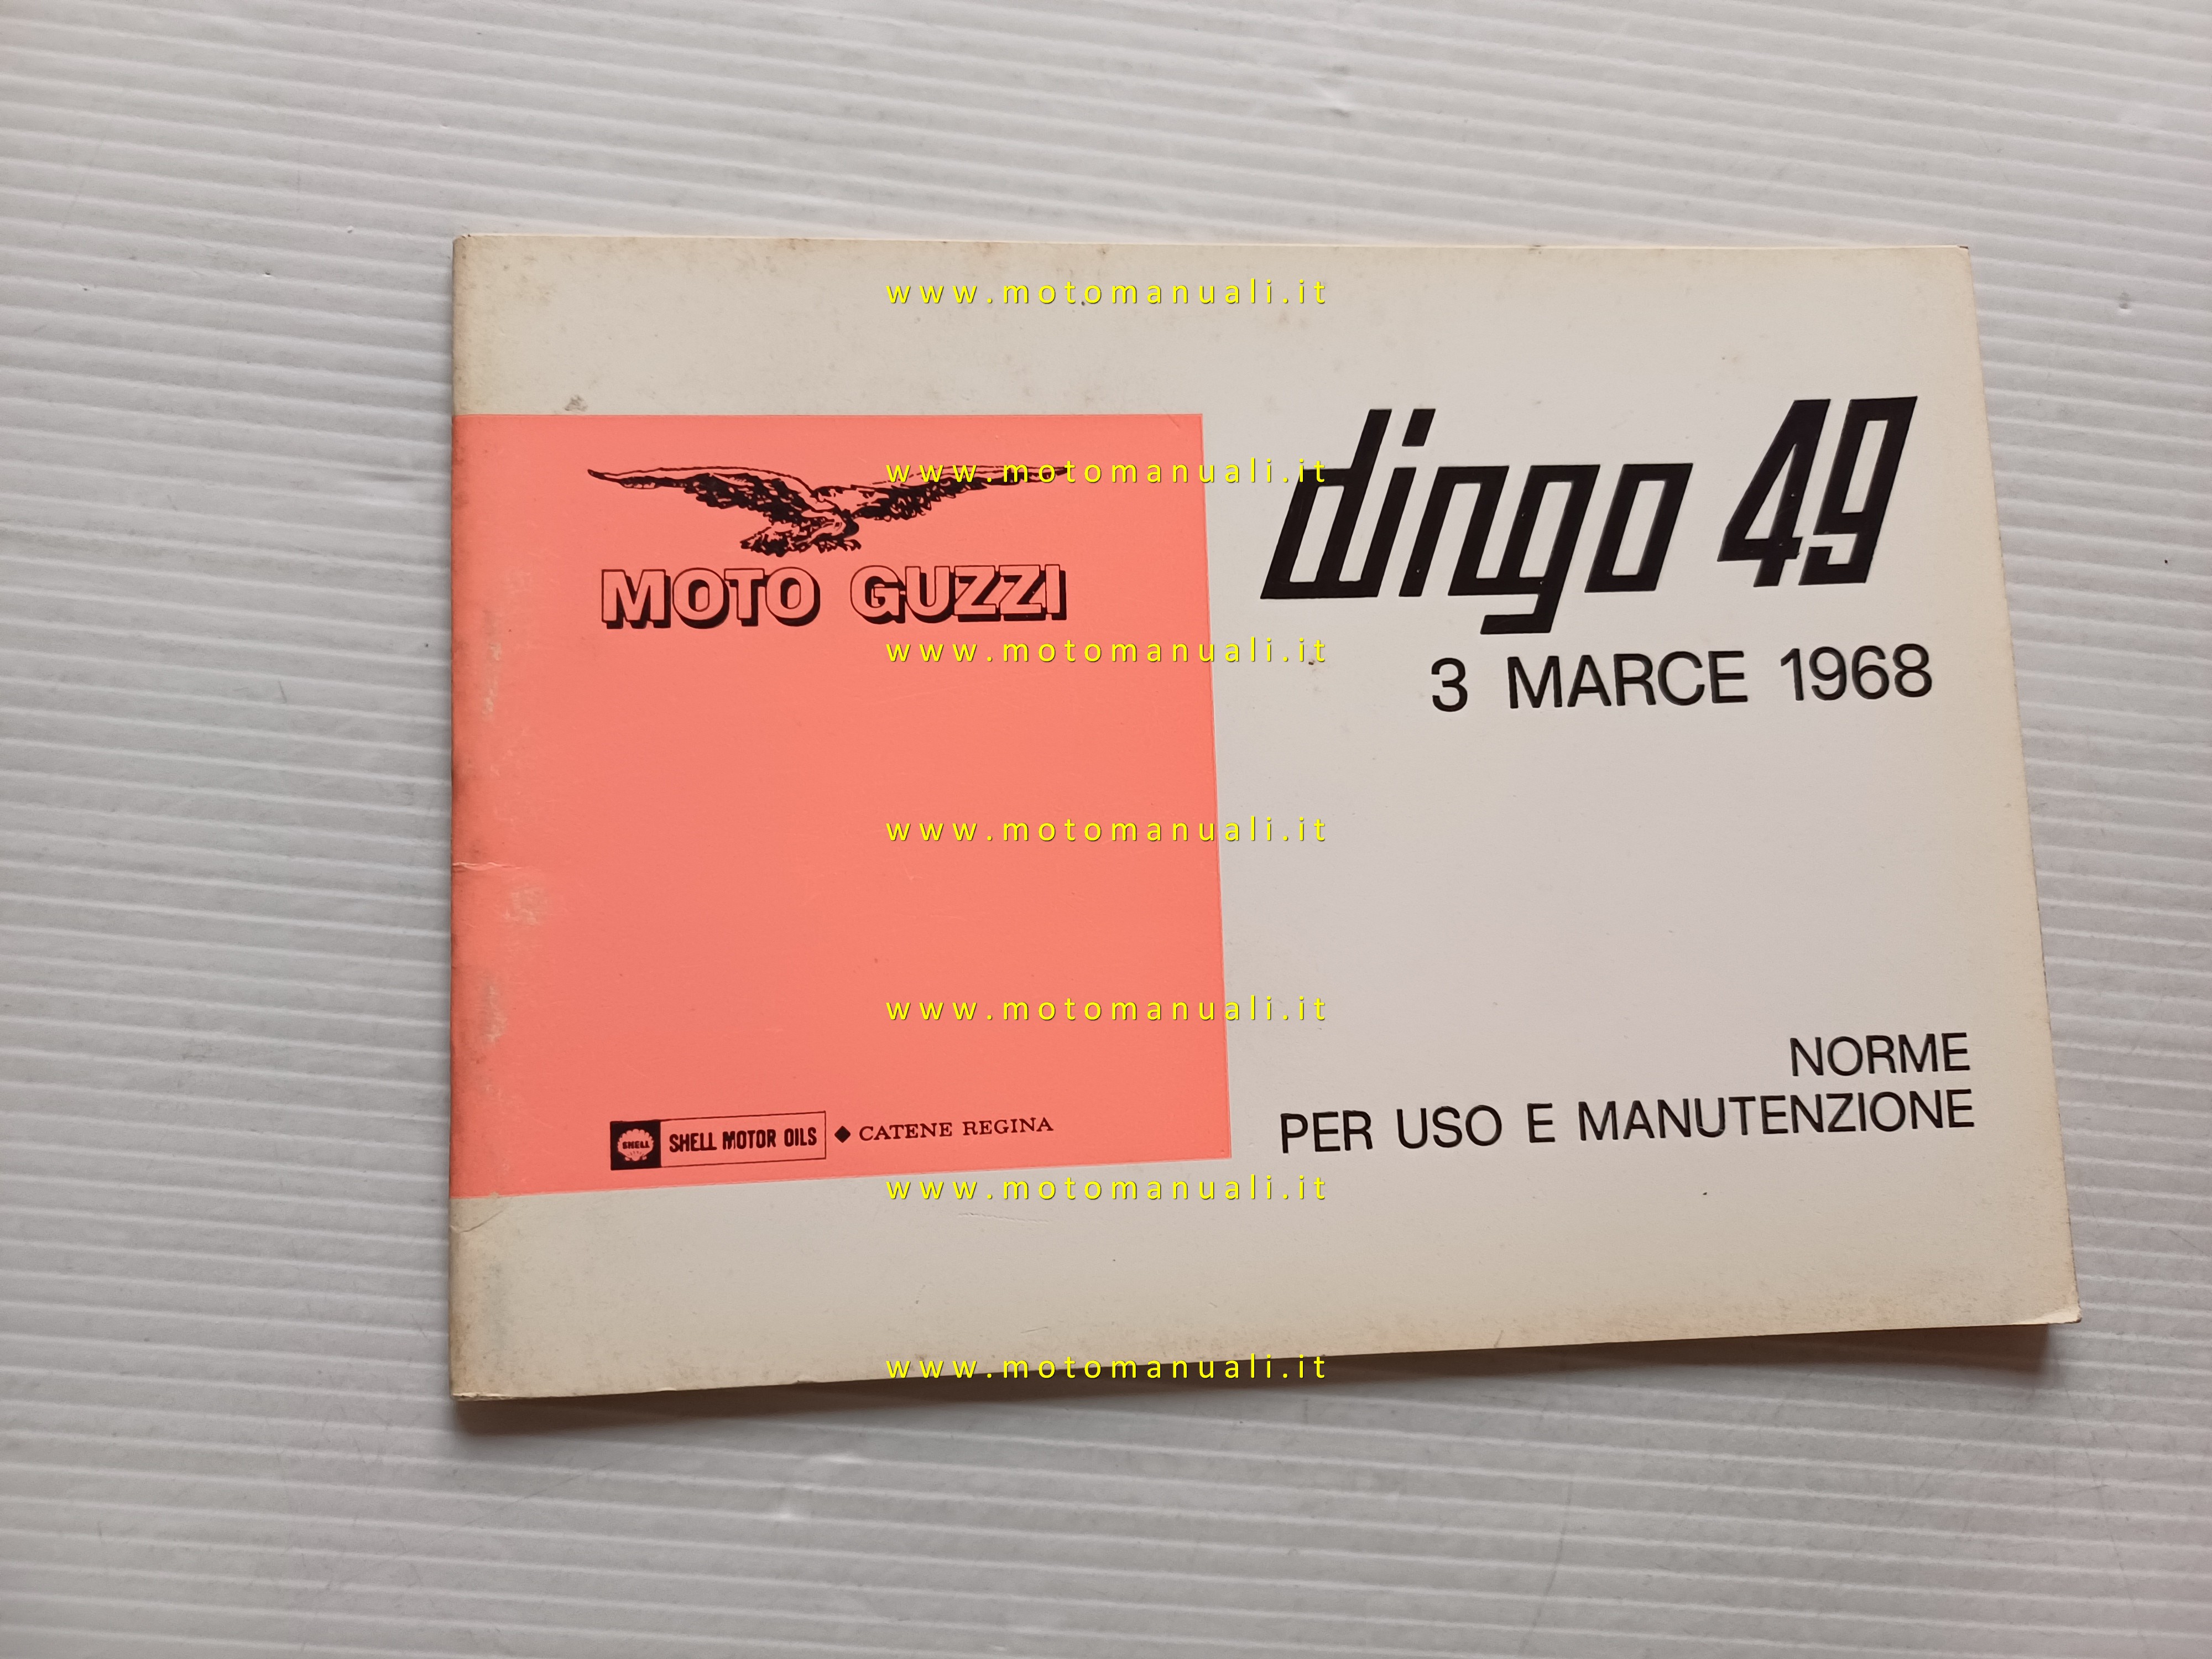 www.motomanuali.it
www.motomanuali.it
MOTO GUZZI
dingo 49
3 MARCE 1968
www.motomanuali.it
www.motomanuali.it
www.motomanuali.it
NORME
PER USO E MANUTENZIONE
SHELL
SHELL MOTOR OILS ◆ CATENE REGINA
www.motomanuali.it
www.motomanuali.it